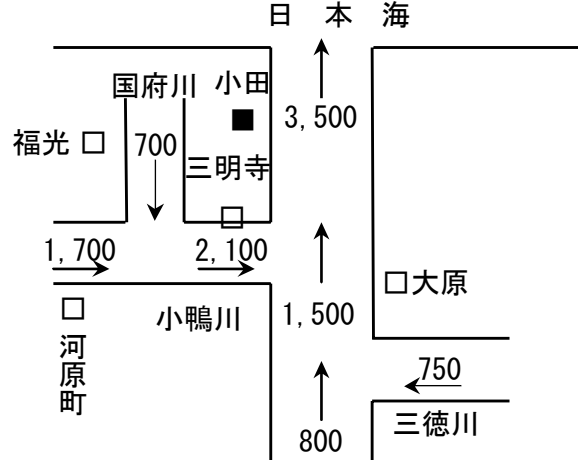 日本海
国府川
小田
3,500
福光
700
三明寺
1,700
2,100
大原
小鴨川
1,500
河原町
750
三徳川
800